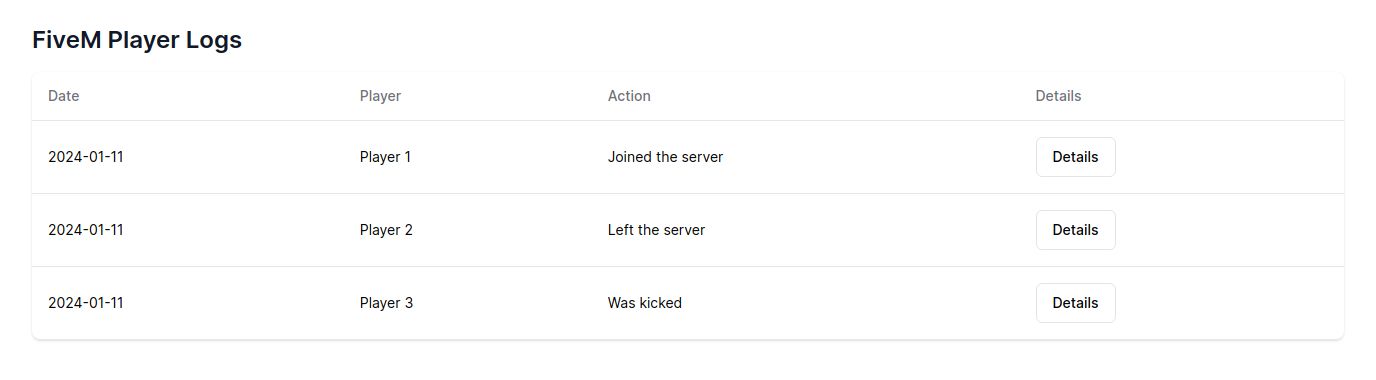 FiveM Player Logs
Date Player Action Details
2024-01-11 Player 1 Joined the server Details
2024-01-11 Player 2 Left the server Details
2024-01-11 Player 3 Was kicked Details